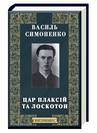 ВАСИЛЬ
СИМОНЕНКО
ЦАР ПЛАКСІЙ
ТА ЛОСКОТОН